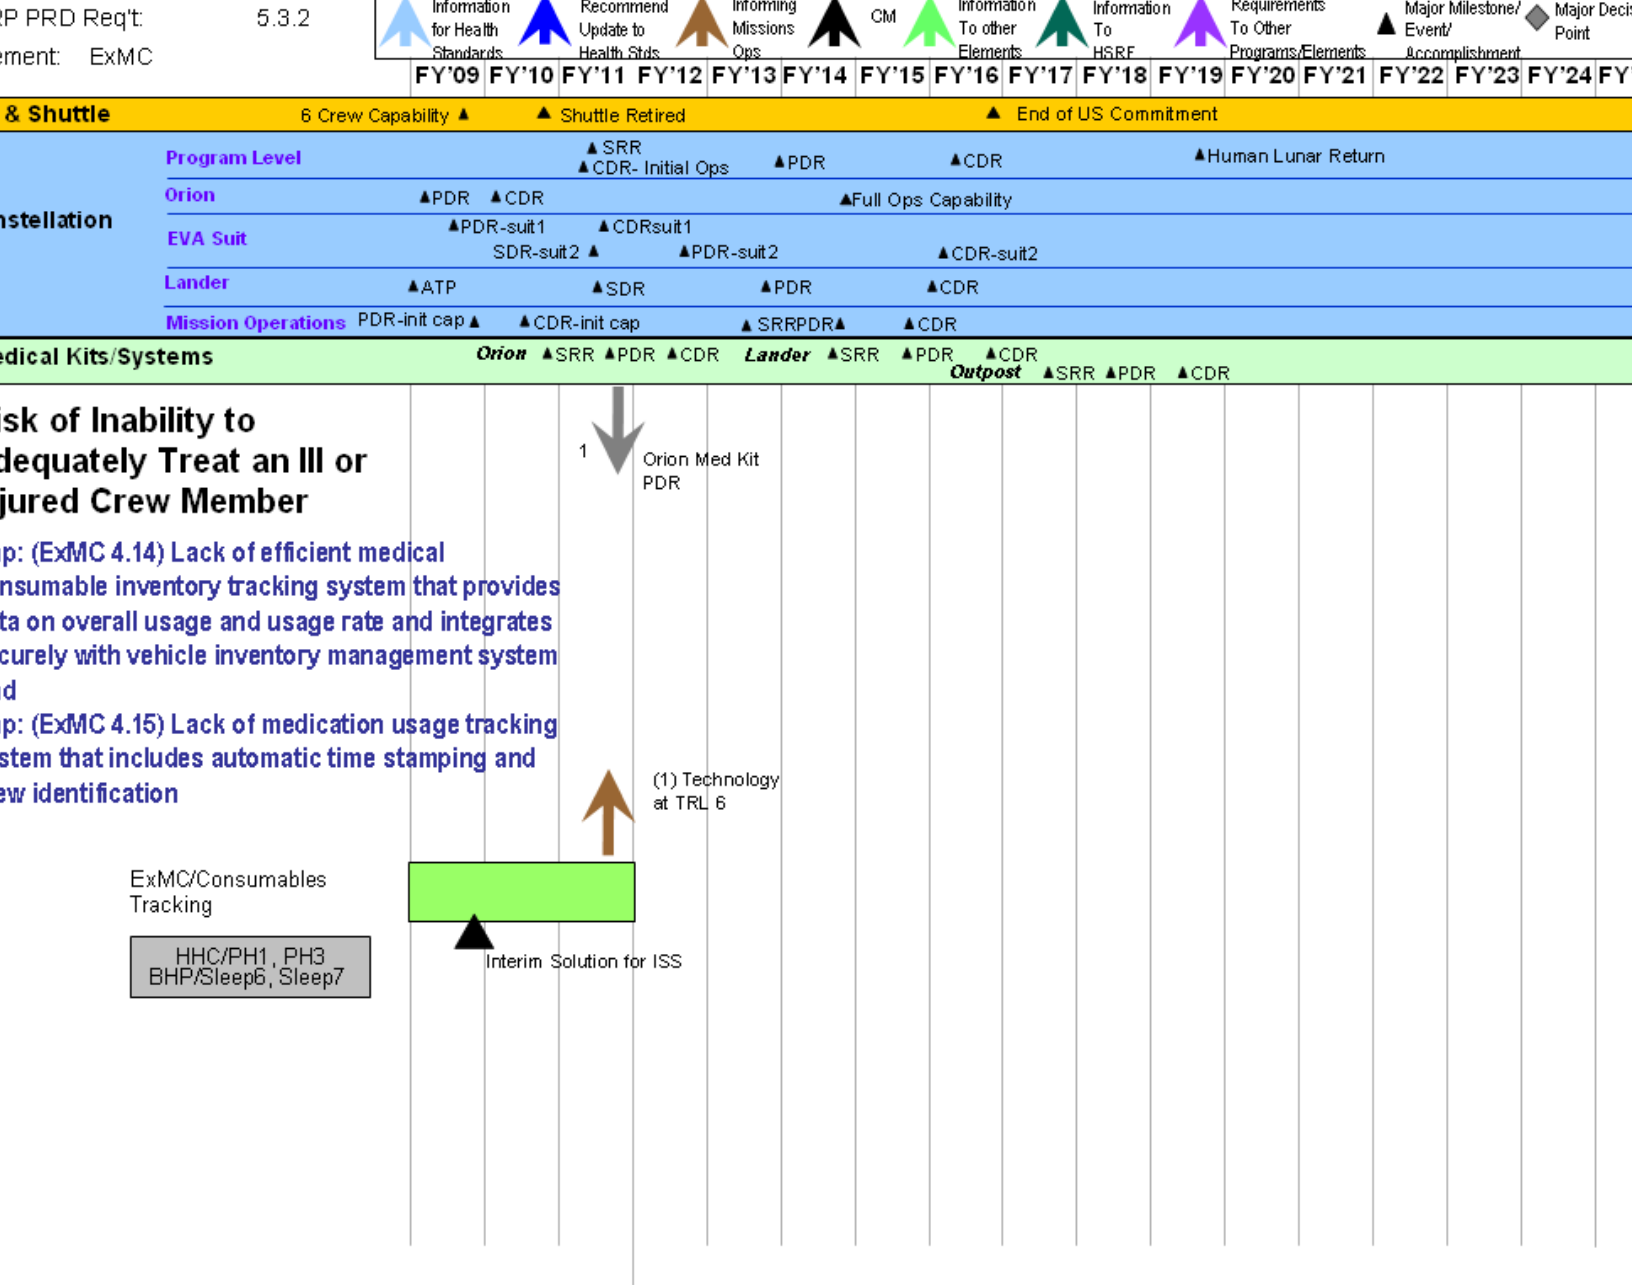 RP PRD Req't: 5.3.2
ement: ExMC
Information
for Health
Standards
Recommend
Update to
Health Stds
Informing
Missions
Ops
CM
Information
To other
Elements
Information
To
HSRF
Requirements
To Other
Programs/Elements
Major Milestone/
Event/
Accomplishment
Major Decis
Point
FY'09 FY'10 FY'11 FY'12 FY'13 FY'14 FY'15 FY'16 FY'17 FY'18 FY'19 FY'20 FY'21 FY'22 FY'23 FY'24 FY'
& Shuttle 6 Crew Capability Shuttle Retired End of US Commitment
nstellation
Program Level SRR
CDR- Initial Ops PDR CDR Human Lunar Return
Orion PDR CDR Full Ops Capability
EVA Suit PDR-suit1 CDRsuit1
SDR-suit2 PDR-suit2 CDR-suit2
Lander ATP SDR PDR CDR
Mission Operations PDR-init cap CDR-init cap SRRPDR CDR
edical Kits/Systems Orion SRR PDR CDR Lander SRR PDR CDR
Outpost SRR PDR CDR
isk of Inability to
dequately Treat an Ill or
jured Crew Member
1
Orion Med Kit
PDR
ap: (ExMC 4.14) Lack of efficient medical
nsumable inventory tracking system that provides
ta on overall usage and usage rate and integrates
curely with vehicle inventory management system
nd
ap: (ExMC 4.15) Lack of medication usage tracking
stem that includes automatic time stamping and
ew identification
(1) Technology
at TRL 6
ExMC/Consumables
Tracking
HHC/PH1, PH3
BHP/Sleep6, Sleep7
Interim Solution for ISS